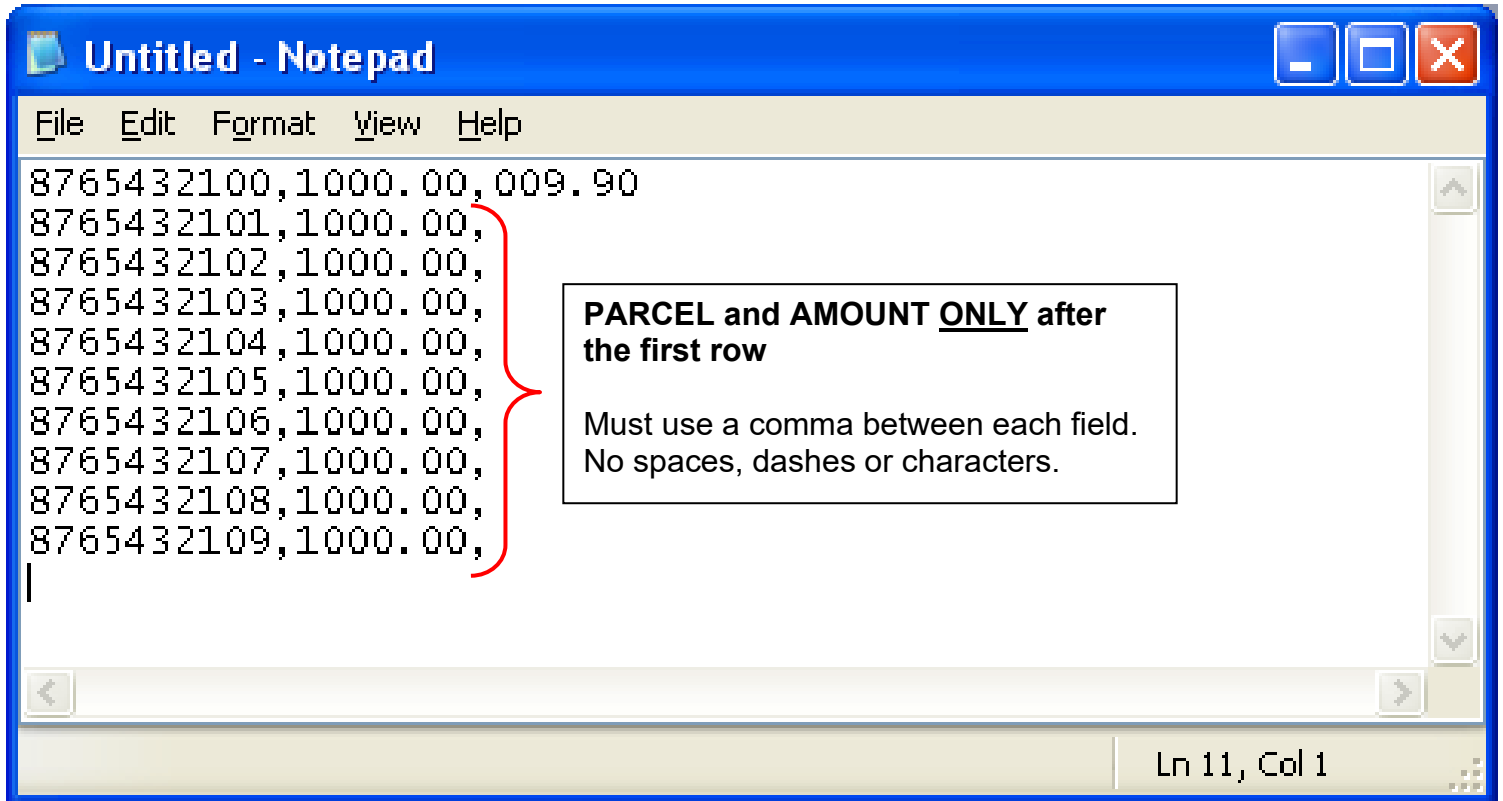 Untitled - Notepad
File Edit Format View Help
8765432100,1000.00,009.90
8765432101,1000.00,
8765432102,1000.00,
8765432103,1000.00,
8765432104,1000.00,
8765432105,1000.00,
8765432106,1000.00,
8765432107,1000.00,
8765432108,1000.00,
8765432109,1000.00,
PARCEL and AMOUNT ONLY after
the first row
Must use a comma between each field.
No spaces, dashes or characters.
Ln 11, Col 1